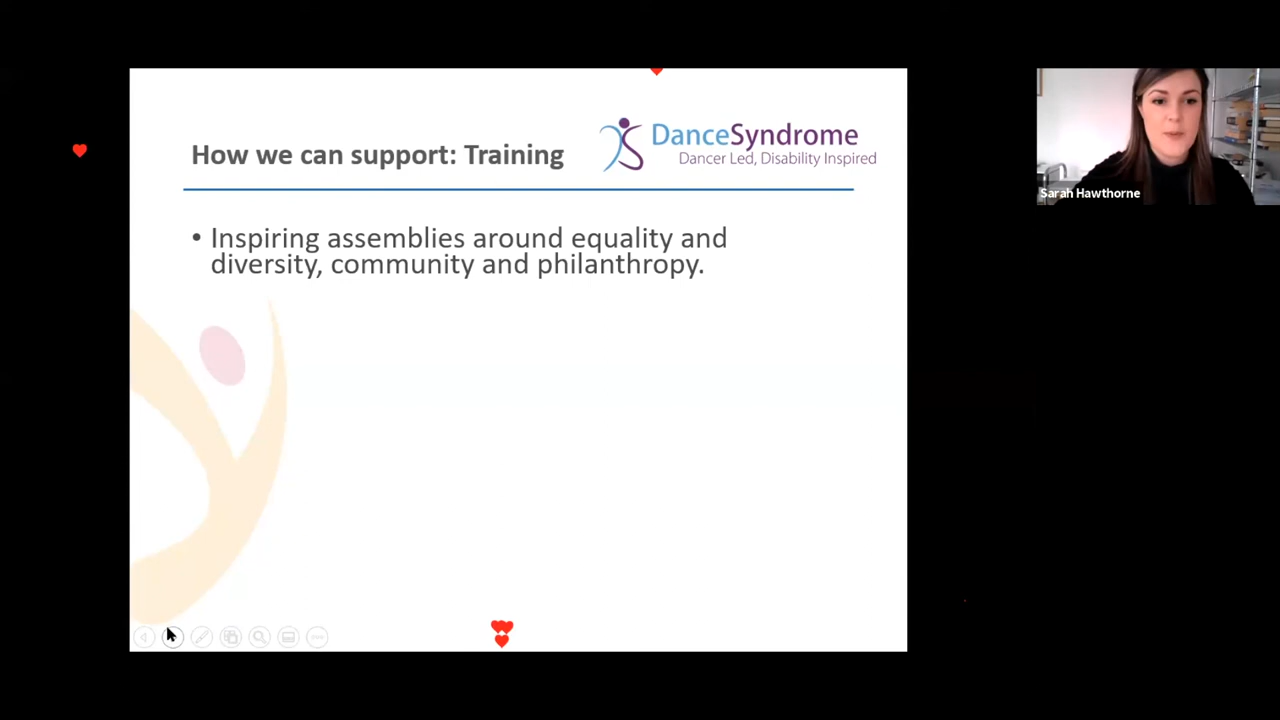 How we can support: Training
DanceSyndrome
Dancer Led, Disability Inspired
Sarah Hawthorne
• Inspiring assemblies around equality and
diversity, community and philanthropy.